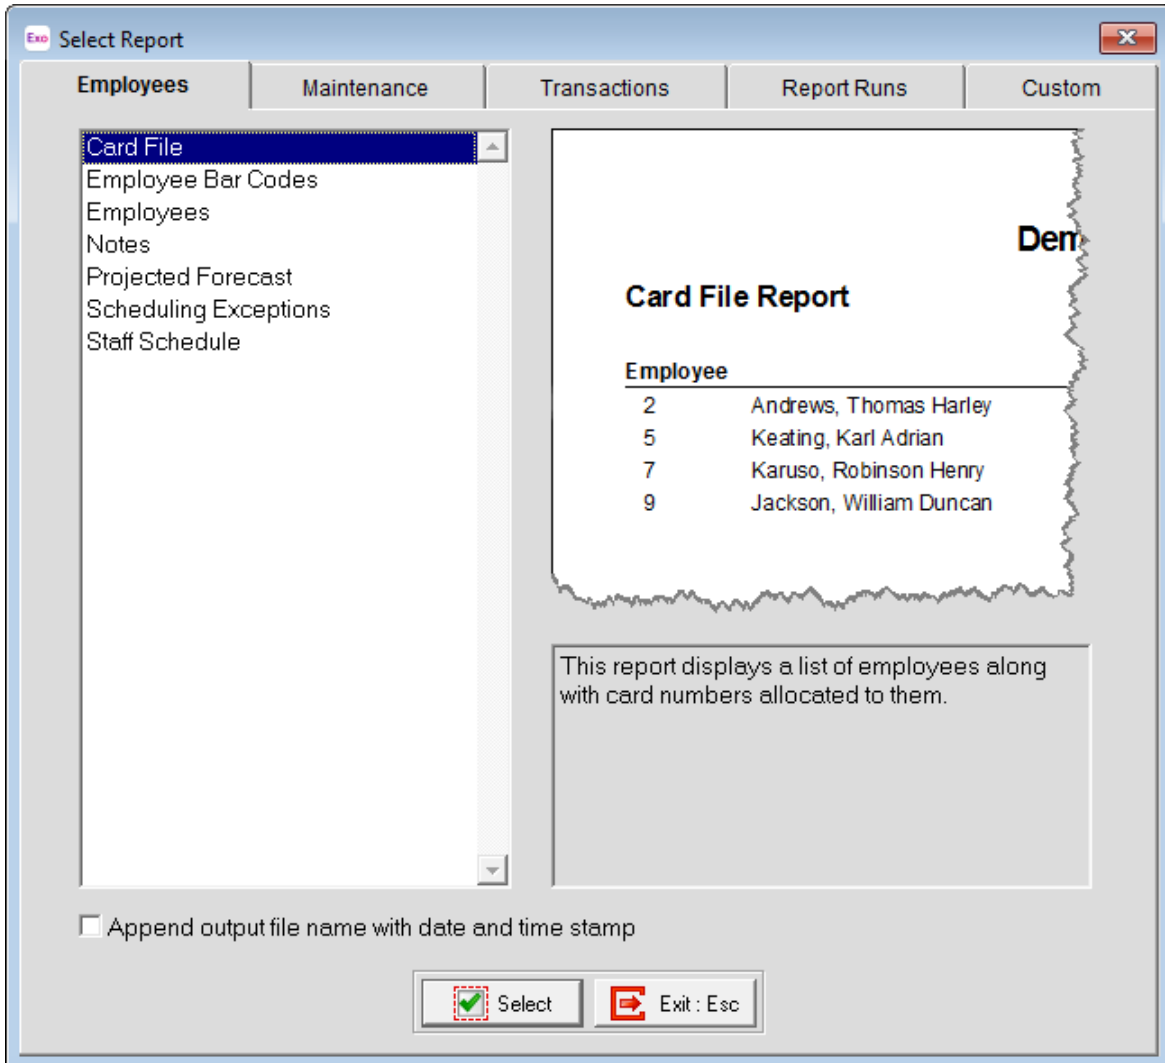 Exo Select Report
Employees Maintenance Transactions Report Runs Custom
Card File
Employee Bar Codes
Employees
Notes
Projected Forecast
Scheduling Exceptions
Staff Schedule
Dem
Card File Report
Employee
2 Andrews, Thomas Harley
5 Keating, Karl Adrian
7 Karuso, Robinson Henry
9 Jackson, William Duncan
This report displays a list of employees along
with card numbers allocated to them.
Append output file name with date and time stamp
Select Exit : Esc